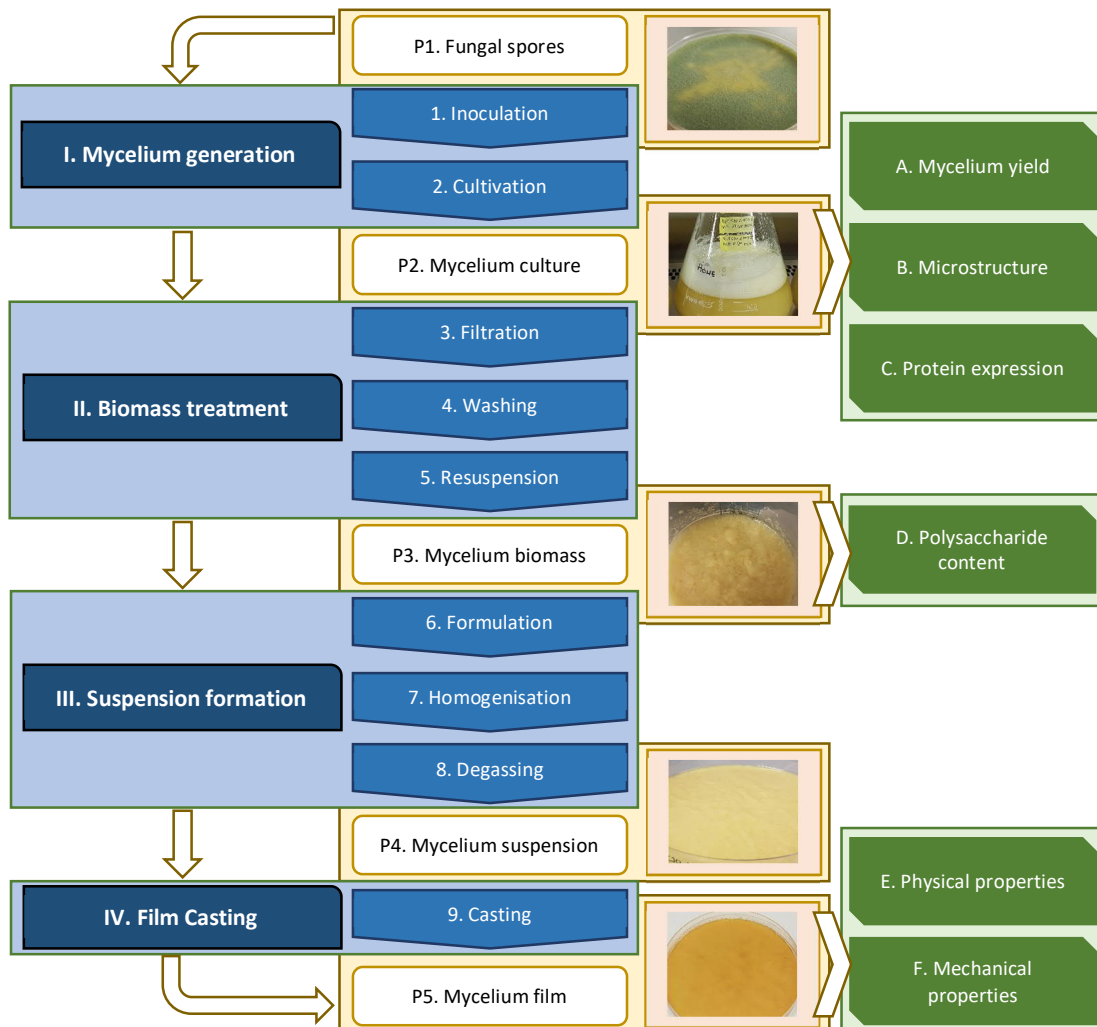 P1. Fungal spores
I. Mycelium generation
1. Inoculation
2. Cultivation
A. Mycelium yield
P2. Mycelium culture
B. Microstructure
C. Protein expression
II. Biomass treatment
3. Filtration
4. Washing
5. Resuspension
P3. Mycelium biomass
D. Polysaccharide
content
III. Suspension formation
6. Formulation
7. Homogenisation
8. Degassing
P4. Mycelium suspension
E. Physical properties
IV. Film Casting
9. Casting
P5. Mycelium film
F. Mechanical
properties